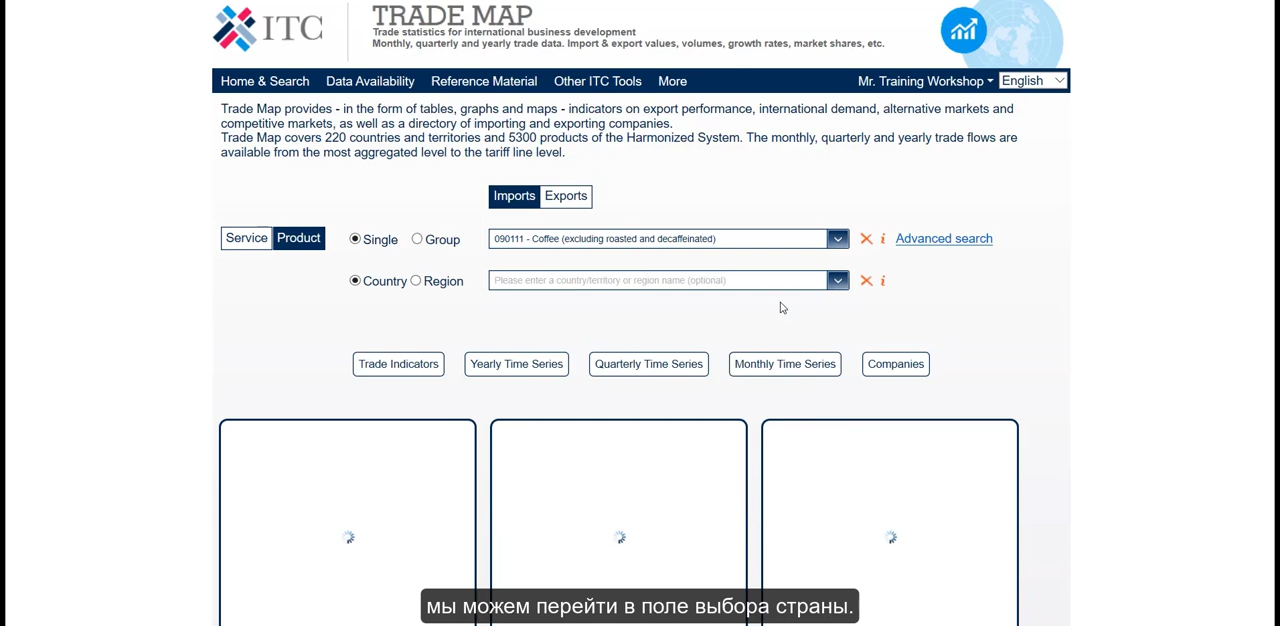 ITC
TRADE MAP
Trade statistics for international business development
Monthly, quarterly and yearly trade data. Import & export values, volumes, growth rates, market shares, etc.
Home & Search Data Availability Reference Material Other ITC Tools More Mr. Training Workshop English
Trade Map provides - in the form of tables, graphs and maps - indicators on export performance, international demand, alternative markets and
competitive markets, as well as a directory of importing and exporting companies.
Trade Map covers 220 countries and territories and 5300 products of the Harmonized System. The monthly, quarterly and yearly trade flows are
available from the most aggregated level to the tariff line level.
Imports Exports
Service Product Single Group 090111 - Coffee (excluding roasted and decaffeinated) i Advanced search
Country Region Please enter a country/territory or region name (optional) i
Trade Indicators Yearly Time Series Quarterly Time Series Monthly Time Series Companies
мы можем перейти в поле выбора страны.